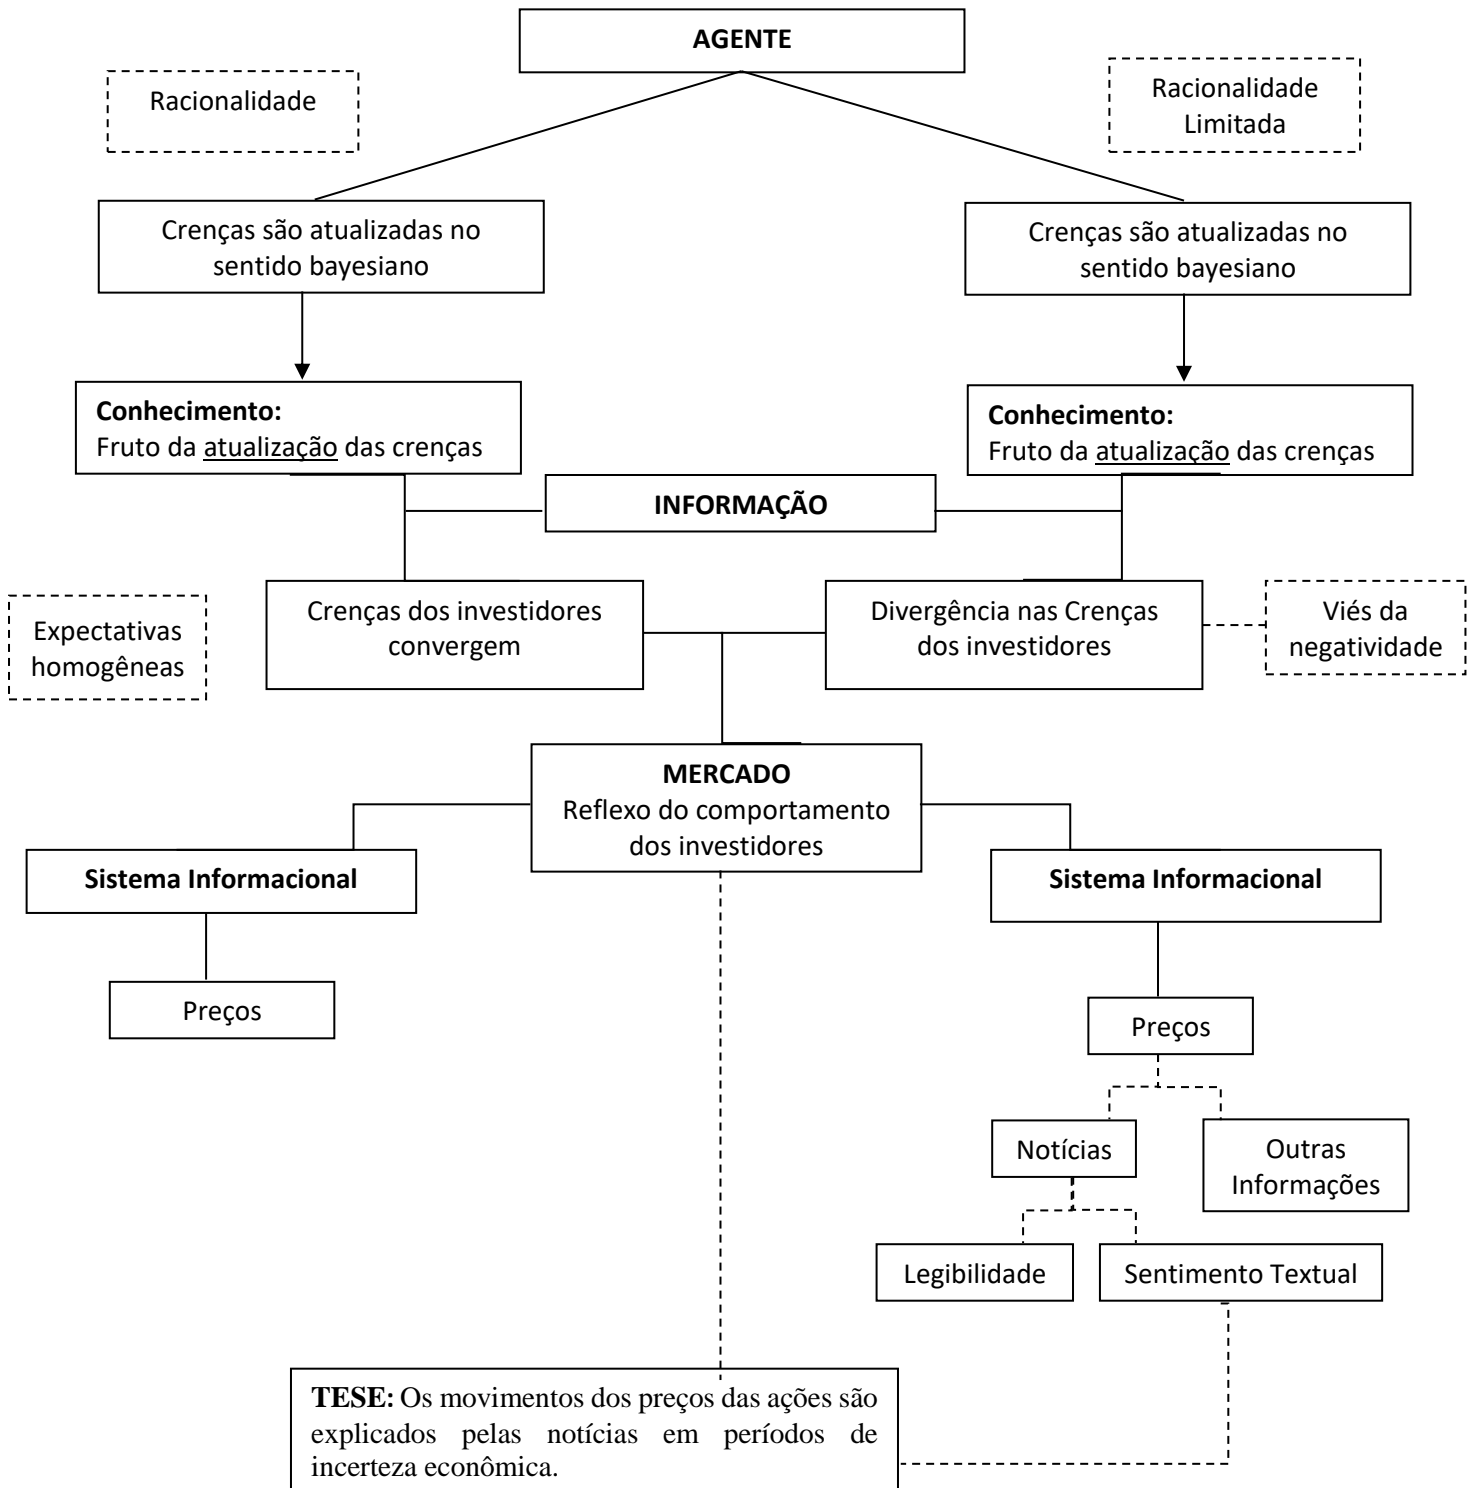 AGENTE
Racionalidade
Racionalidade
Limitada
Crenças são atualizadas no
sentido bayesiano
Crenças são atualizadas no
sentido bayesiano
Conhecimento:
Fruto da atualização das crenças
Conhecimento:
Fruto da atualização das crenças
INFORMAÇÃO
Expectativas
homogêneas
Crenças dos investidores
convergem
Divergência nas Crenças
dos investidores
Viés da
negatividade
MERCADO
Reflexo do comportamento
dos investidores
Sistema Informacional
Sistema Informacional
Preços
Preços
Notícias
Outras
Informações
Legibilidade
Sentimento Textual
TESE: Os movimentos dos preços das ações são
explicados pelas notícias em períodos de
incerteza econômica.